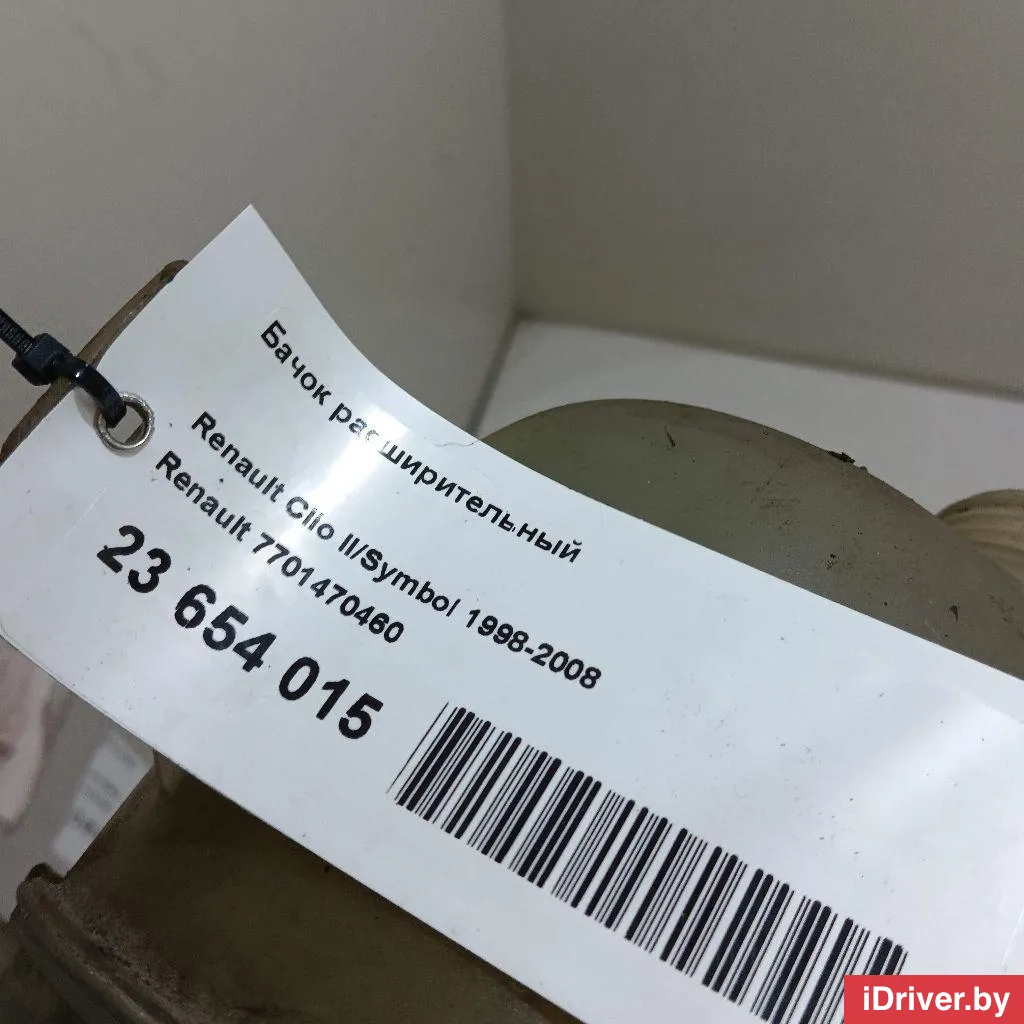 Бачок расширительный
Renault Clio II/Symbol 1998-2008
Renault 7701470460
23 654 015
iDriver.by